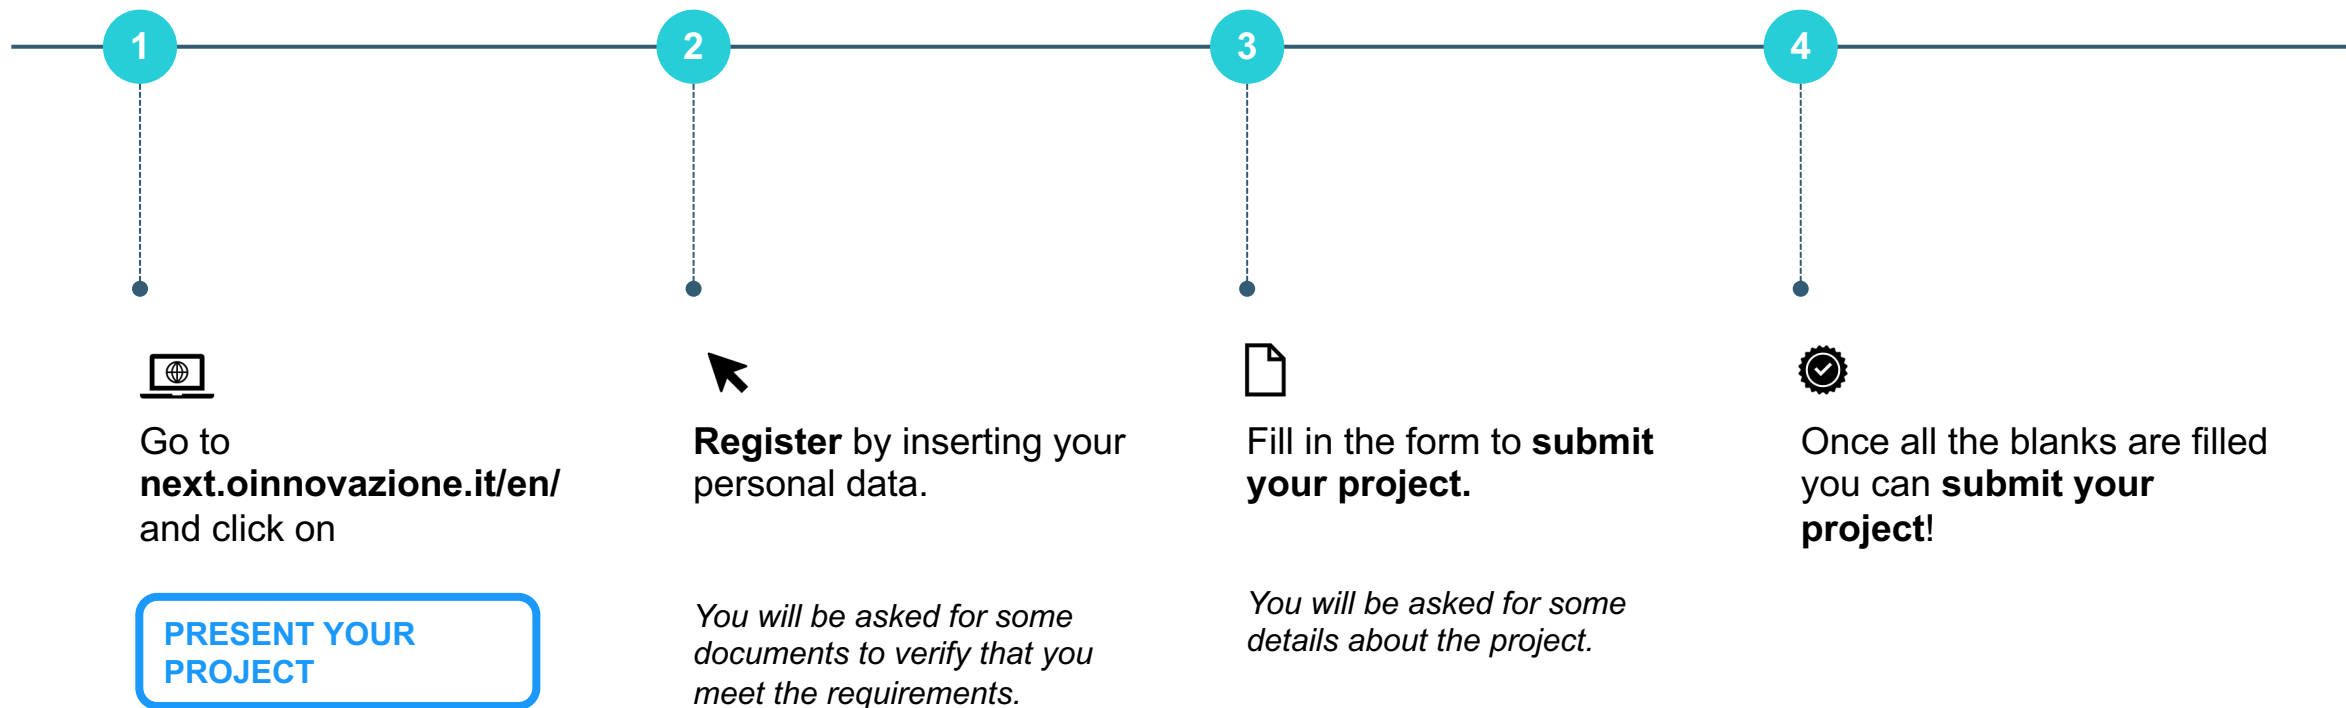 1
2
3
4
Go to
next.oinnovazione.it/en/
and click on
PRESENT YOUR
PROJECT
Register by inserting your
personal data.
You will be asked for some
documents to verify that you
meet the requirements.
Fill in the form to submit
your project.
You will be asked for some
details about the project.
Once all the blanks are filled
you can submit your
project!